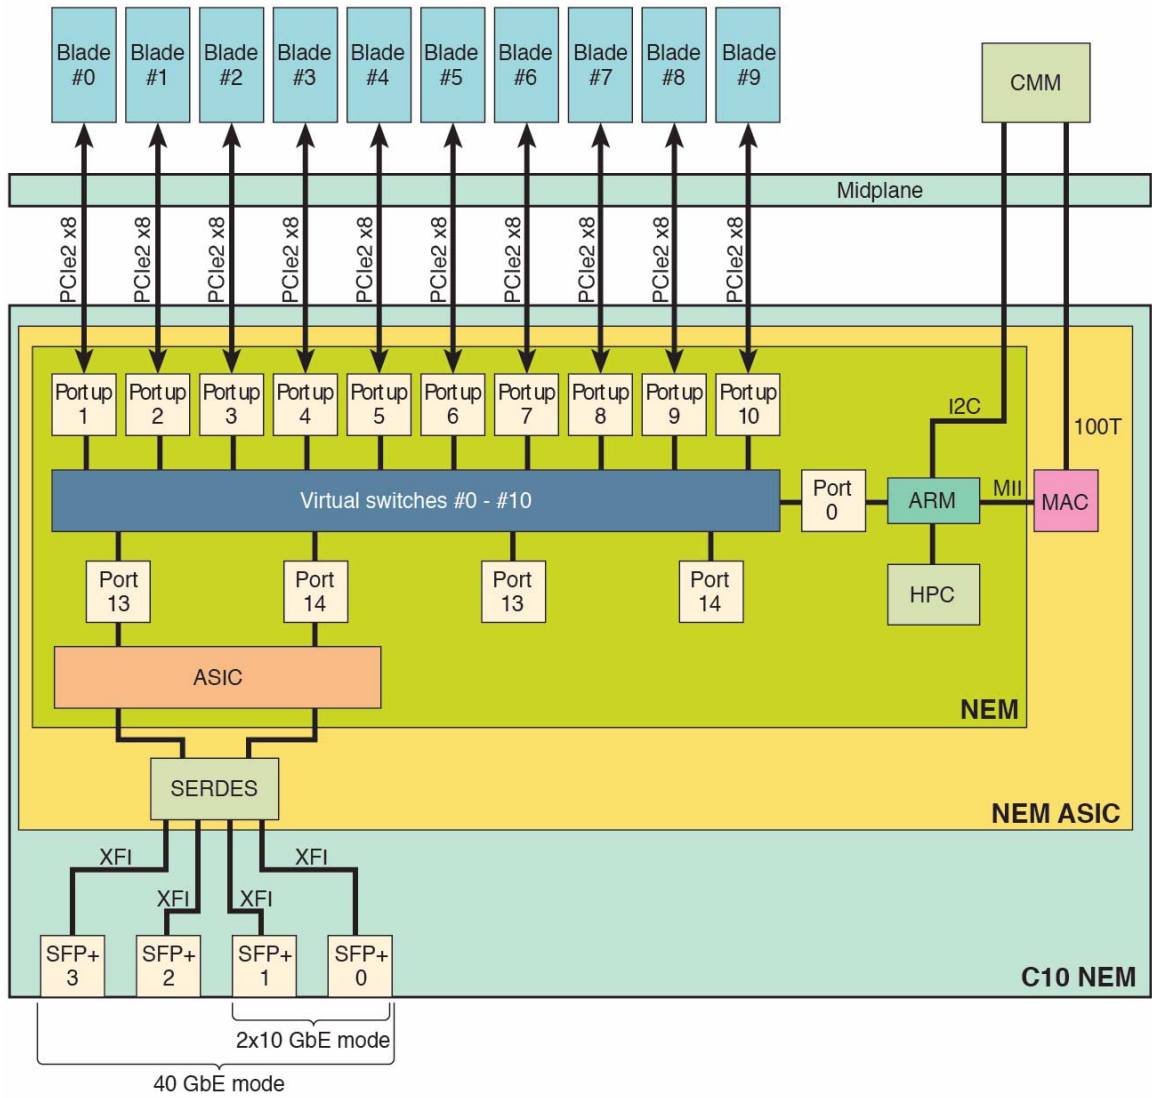 Blade
#0
Blade
#1
Blade
#2
Blade
#3
Blade
#4
Blade
#5
Blade
#6
Blade
#7
Blade
#8
Blade
#9
CMM
Midplane
PCIe2 x8
PCIe2 x8
PCIe2 x8
PCIe2 x8
PCIe2 x8
PCIe2 x8
PCIe2 x8
PCIe2 x8
PCIe2 x8
PCIe2 x8
Port up
1
Port up
2
Port up
3
Port up
4
Port up
5
Port up
6
Port up
7
Port up
8
Port up
9
Port up
10
I2C
100T
Virtual switches #0 - #10
Port
0
ARM
MII
MAC
Port
13
Port
14
Port
13
Port
14
HPC
ASIC
NEM
SERDES
NEM ASIC
XFI
XFI
XFI
XFI
SFP+
3
SFP+
2
SFP+
1
SFP+
0
C10 NEM
2x10 GbE mode
40 GbE mode